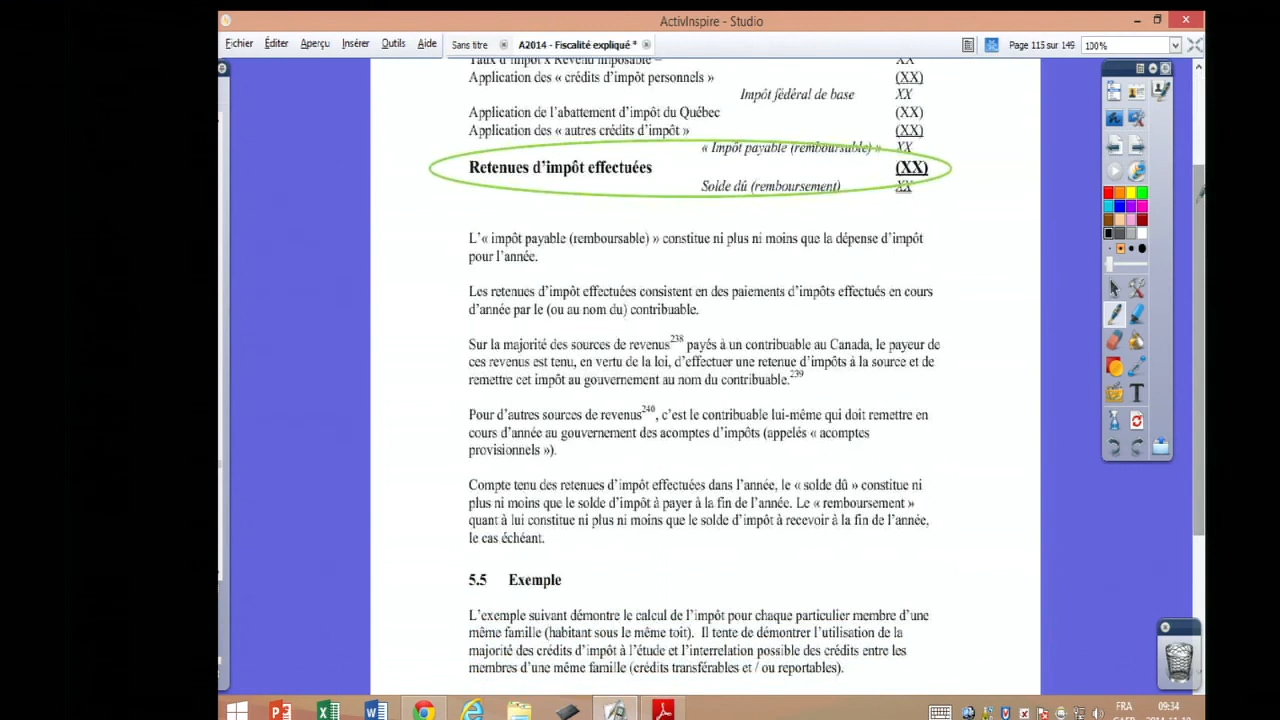 ActivInspire - Studio
Fichier Éditer Aperçu Insérer Outils Aide Sans titre A2014 - Fiscalité expliqué * Page 115 sur 149 100%
Taux d'impôt x Revenu imposable = XX
Application des « crédits d'impôt personnels » (XX)
Impôt fédéral de base XX
Application de l'abattement d'impôt du Québec (XX)
Application des « autres crédits d'impôt » (XX)
« Impôt payable (remboursable) » XX
Retenues d'impôt effectuées (XX)
Solde dû (remboursement) XX
L'« impôt payable (remboursable) » constitue ni plus ni moins que la dépense d'impôt
pour l'année.
Les retenues d'impôt effectuées consistent en des paiements d'impôts effectués en cours
d'année par le (ou au nom du) contribuable.
Sur la majorité des sources de revenus238 payés à un contribuable au Canada, le payeur de
ces revenus est tenu, en vertu de la loi, d'effectuer une retenue d'impôts à la source et de
remettre cet impôt au gouvernement au nom du contribuable.239
Pour d'autres sources de revenus240, c'est le contribuable lui-même qui doit remettre en
cours d'année au gouvernement des acomptes d'impôts (appelés « acomptes
provisionnels »).
Compte tenu des retenues d'impôt effectuées dans l'année, le « solde dû » constitue ni
plus ni moins que le solde d'impôt à payer à la fin de l'année. Le « remboursement »
quant à lui constitue ni plus ni moins que le solde d'impôt à recevoir à la fin de l'année,
le cas échéant.
5.5 Exemple
L'exemple suivant démontre le calcul de l'impôt pour chaque particulier membre d'une
même famille (habitant sous le même toit). Il tente de démontrer l'utilisation de la
majorité des crédits d'impôt à l'étude et l'interrelation possible des crédits entre les
membres d'une même famille (crédits transférables et / ou reportables).
FRA 09:34